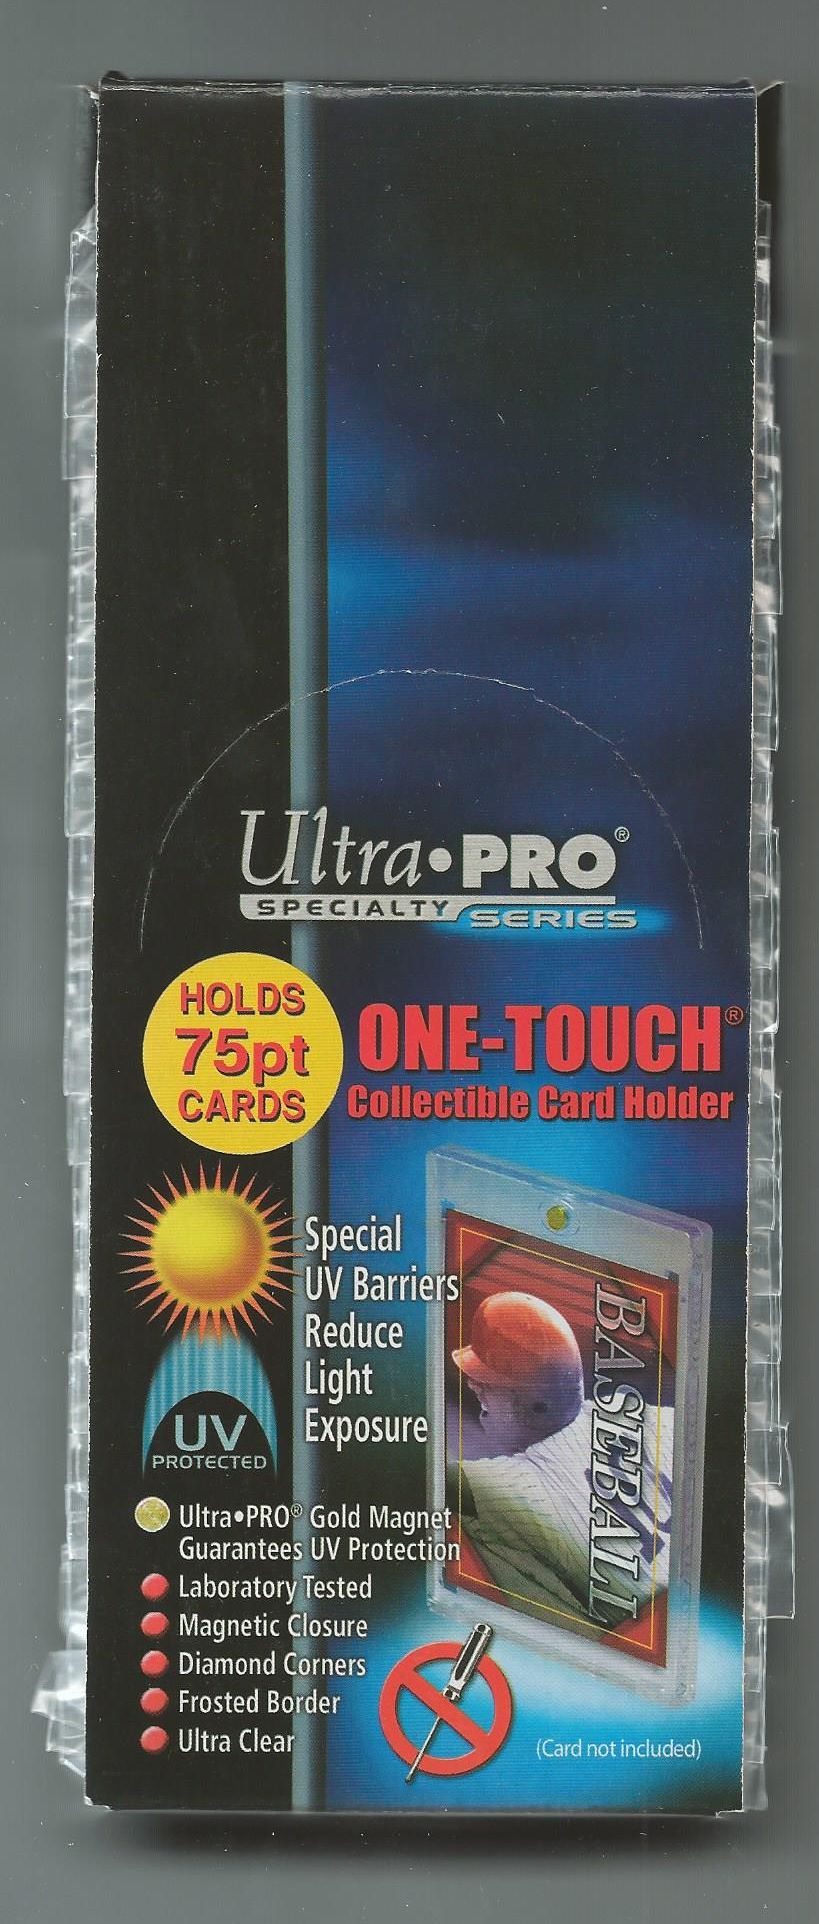 Ultra•PRO®
SPECIALTY SERIES
HOLDS
75pt
CARDS
ONE-TOUCH®
Collectible Card Holder
Special
UV Barriers
Reduce
Light
Exposure
UV
PROTECTED
BASEBALL
Ultra•PRO® Gold Magnet
Guarantees UV Protection
Laboratory Tested
Magnetic Closure
Diamond Corners
Frosted Border
Ultra Clear
(Card not included)